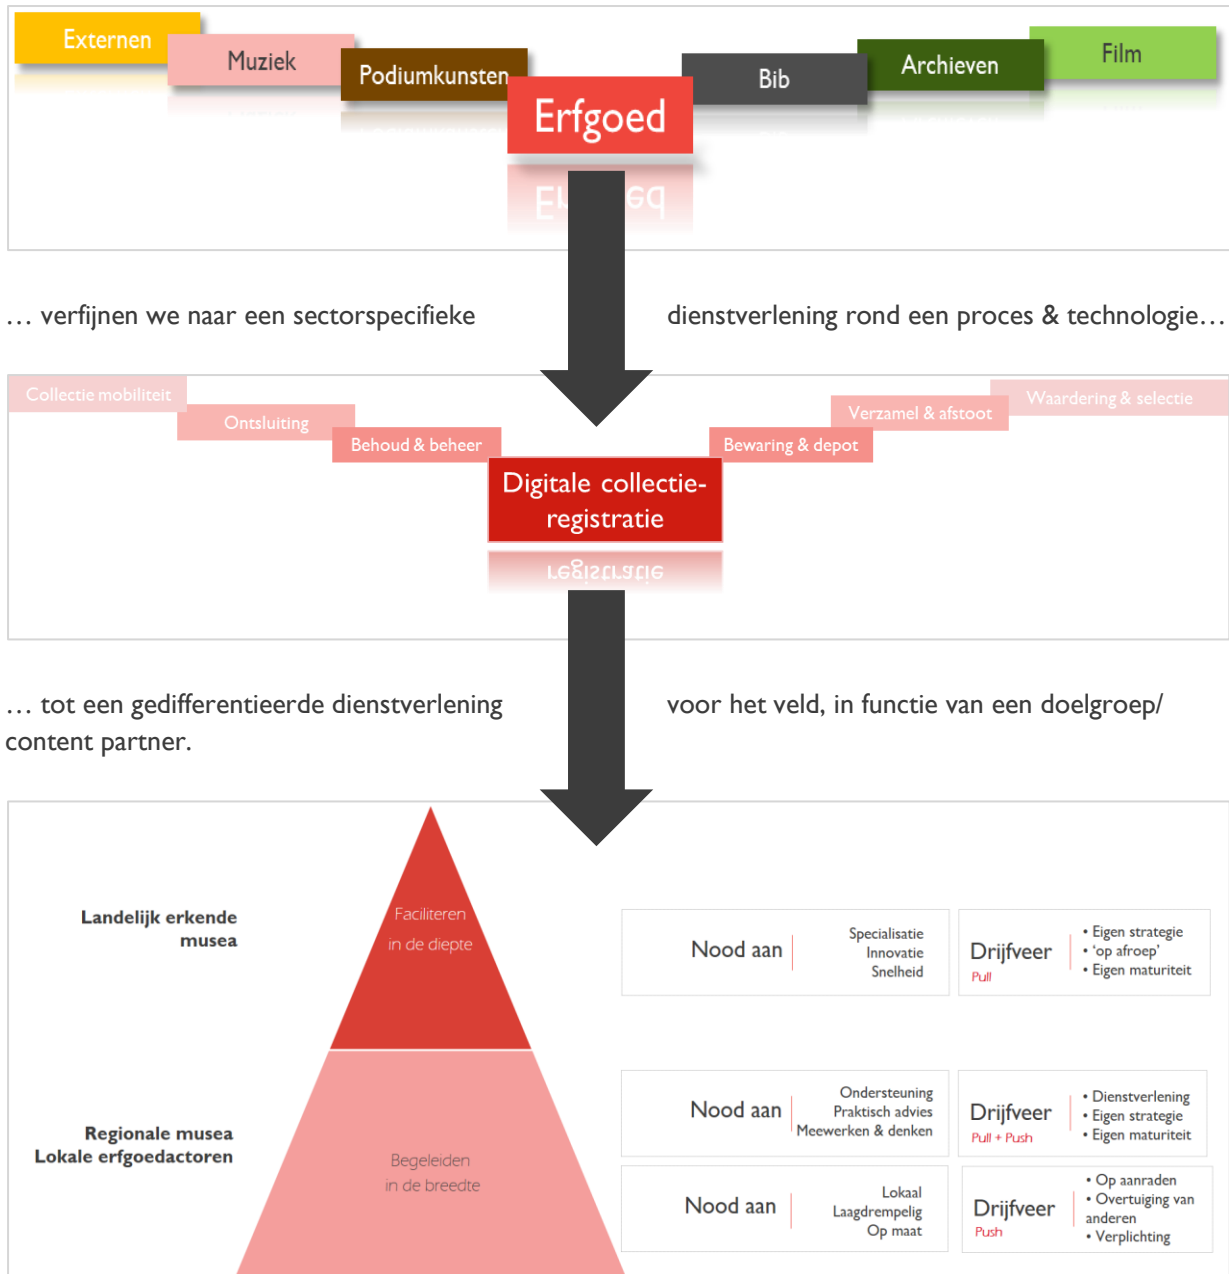 Externen
Muziek
Podiumkunsten
Erfgoed
Bib
Archieven
Film
… verfijnen we naar een sectorspecifieke dienstverlening rond een proces & technologie…
Collectie mobiliteit
Ontsluiting
Behoud & beheer
Digitale collectie-
registratie
Bewaring & depot
Verzamel & afstoot
Waardering & selectie
… tot een gedifferentieerde dienstverlening voor het veld, in functie van een doelgroep/
content partner.
Landelijk erkende
musea
Faciliteren
in de diepte
Nood aan
Specialisatie
Innovatie
Snelheid
Drijfveer
Pull
• Eigen strategie
• ‘op afroep’
• Eigen maturiteit
Regionale musea
Lokale erfgoedactoren
Begeleiden
in de breedte
Nood aan
Ondersteuning
Praktisch advies
Meewerken & denken
Drijfveer
Pull + Push
• Dienstverlening
• Eigen strategie
• Eigen maturiteit
Nood aan
Lokaal
Laagdrempelig
Op maat
Drijfveer
Push
• Op aanraden
• Overtuiging van
anderen
• Verplichting